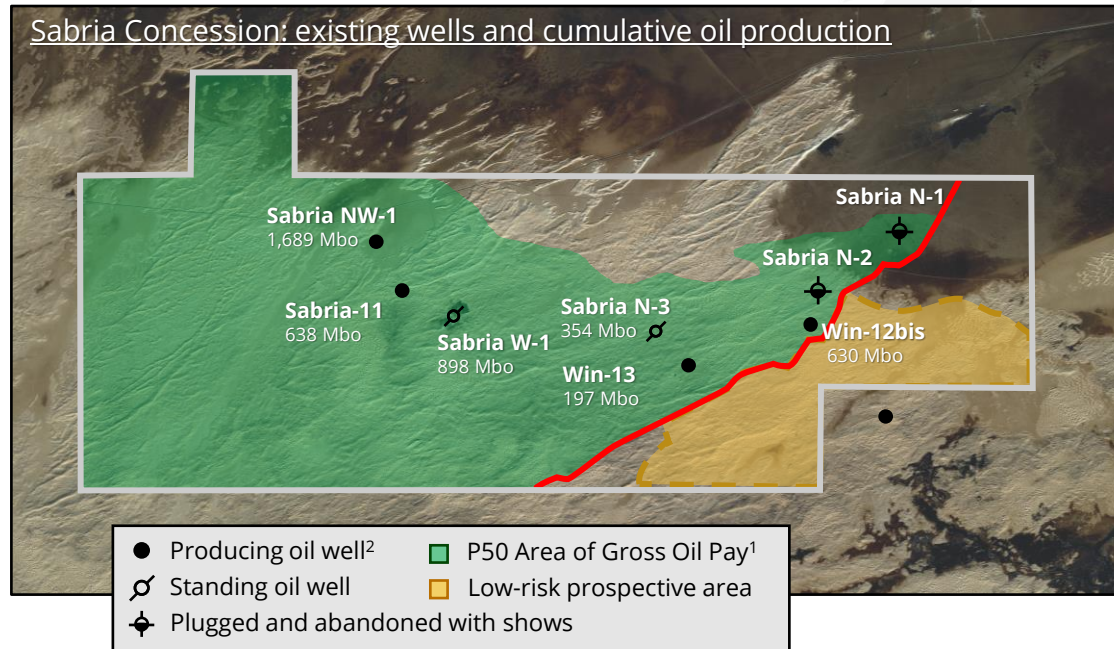 Sabria Concession: existing wells and cumulative oil production
Sabria N-1
Sabria NW-1
1,689 Mbo
Sabria N-2
Sabria-11
638 Mbo
Sabria N-3
354 Mbo
Sabria W-1
898 Mbo
Win-12bis
630 Mbo
Win-13
197 Mbo
Producing oil well²
P50 Area of Gross Oil Pay¹
Standing oil well
Low-risk prospective area
Plugged and abandoned with shows